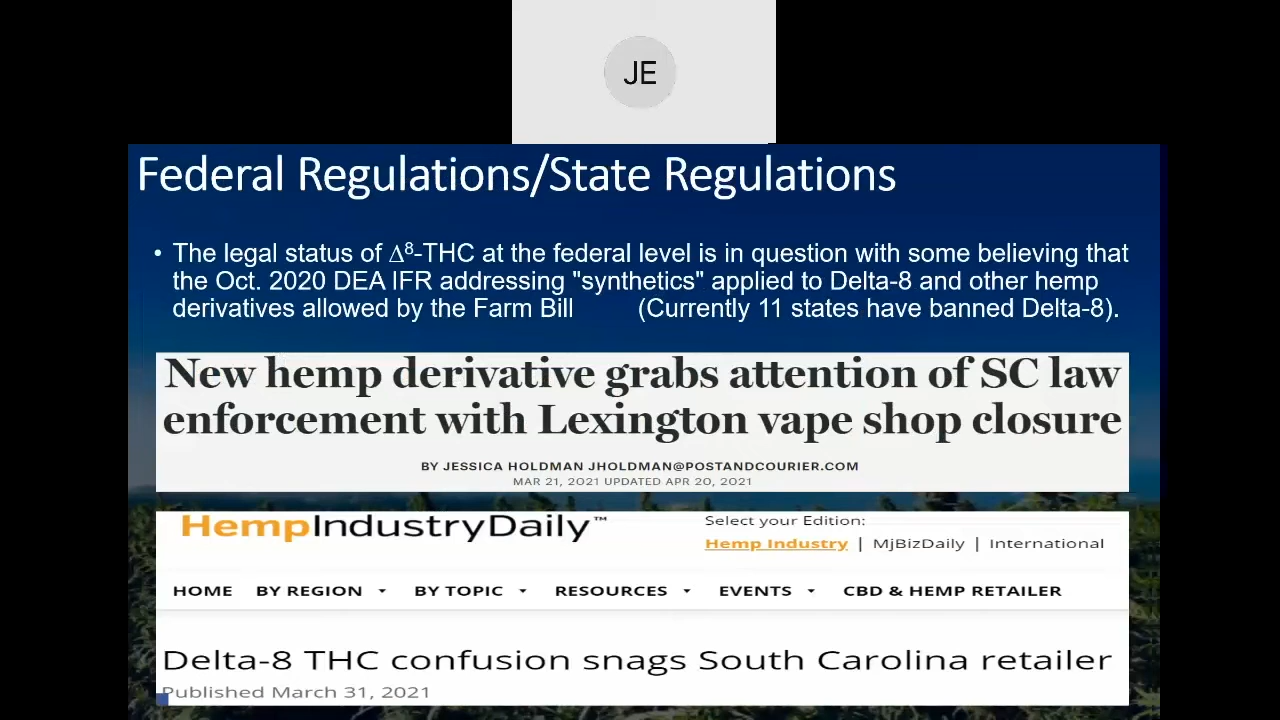 JE
Federal Regulations/State Regulations
• The legal status of Δ⁸-THC at the federal level is in question with some believing that
the Oct. 2020 DEA IFR addressing "synthetics" applied to Delta-8 and other hemp
derivatives allowed by the Farm Bill (Currently 11 states have banned Delta-8).
New hemp derivative grabs attention of SC law
enforcement with Lexington vape shop closure
BY JESSICA HOLDMAN JHOLDMAN@POSTANDCOURIER.COM
MAR 21, 2021 UPDATED APR 20, 2021
HempIndustryDaily™
Select your Edition:
Hemp Industry | MjBizDaily | International
HOME BY REGION BY TOPIC RESOURCES EVENTS CBD & HEMP RETAILER
Delta-8 THC confusion snags South Carolina retailer
Published March 31, 2021